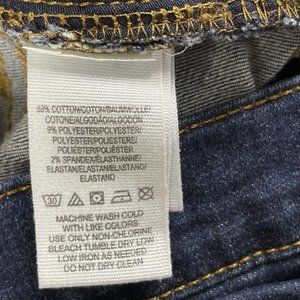 89% COTTON/COTON/BAUMWOLLE/
COTONE/ALGODÃO/ALGODÓN
9% POLYESTER/POLYESTER/
POLYESTER/POLIESTERE/
POLIÉSTER/POLIÉSTER
2% SPANDEX/ÉLASTHANNE/
ELASTAN/ELASTAN/ELASTANO/
ELASTANO
30
MACHINE WASH COLD
WITH LIKE COLORS
USE ONLY NON-CHLORINE
BLEACH TUMBLE DRY LOW
LOW IRON AS NEEDED
DO NOT DRY CLEAN